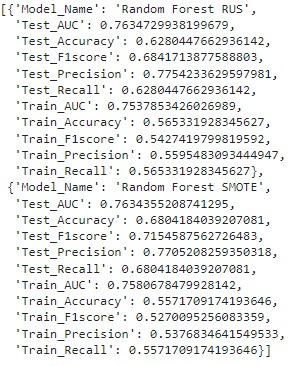 [{'Model_Name': 'Random Forest RUS',
'Test_AUC': 0.7634729938199679,
'Test_Accuracy': 0.6280447662936142,
'Test_F1score': 0.6841713877588803,
'Test_Precision': 0.7754233629597981,
'Test_Recall': 0.6280447662936142,
'Train_AUC': 0.7537853426026989,
'Train_Accuracy': 0.565331928345627,
'Train_F1score': 0.5427419799819592,
'Train_Precision': 0.5595483093444947,
'Train_Recall': 0.565331928345627},
{'Model_Name': 'Random Forest SMOTE',
'Test_AUC': 0.7634355208741295,
'Test_Accuracy': 0.6804184039207081,
'Test_F1score': 0.7154587562726483,
'Test_Precision': 0.7705208259350318,
'Test_Recall': 0.6804184039207081,
'Train_AUC': 0.7580678479928142,
'Train_Accuracy': 0.5571709174193646,
'Train_F1score': 0.5270095256083359,
'Train_Precision': 0.5376834641549533,
'Train_Recall': 0.5571709174193646}]